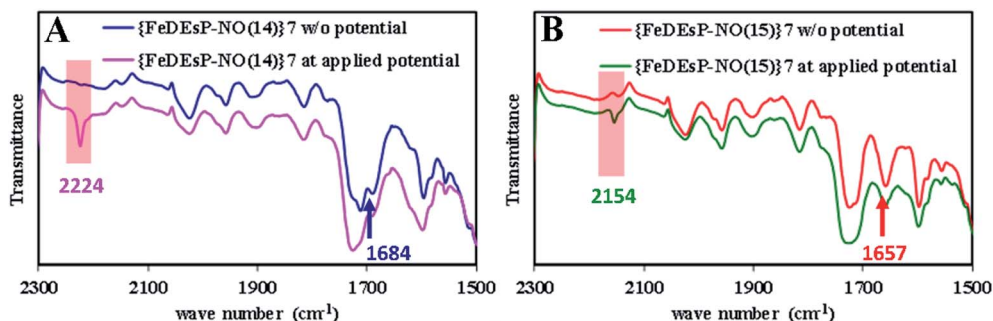 A
{FeDEsP-NO(14)}7 w/o potential
{FeDEsP-NO(14)}7 at applied potential
Transmittance
2224
1684
2300 2100 1900 1700 1500
wave number (cm-1)
B
{FeDEsP-NO(15)}7 w/o potential
{FeDEsP-NO(15)}7 at applied potential
Transmittance
2154
1657
2300 2100 1900 1700 1500
wave number (cm-1)